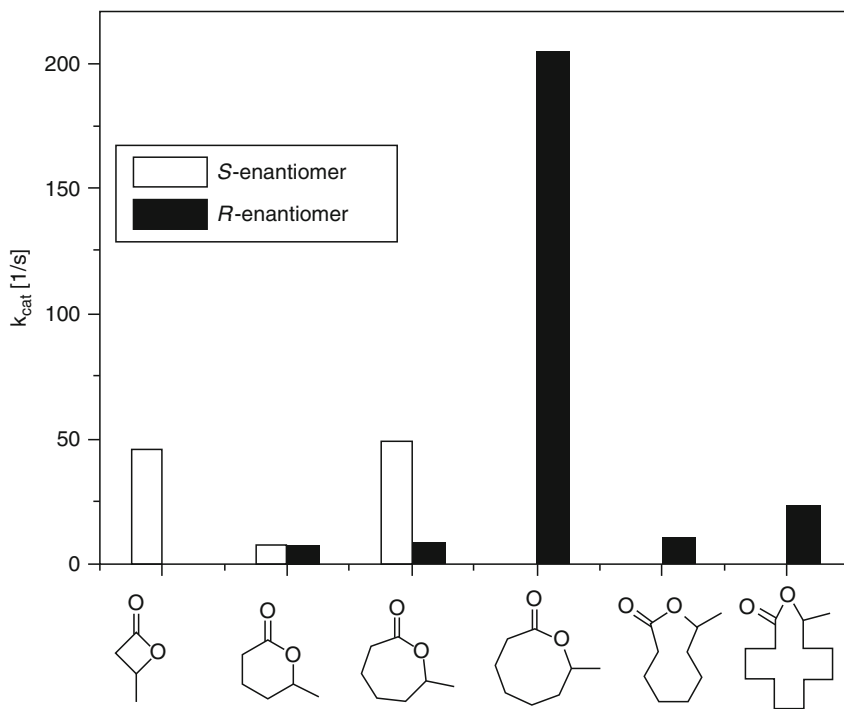 200
150
100
50
0
k_cat [1/s]
S-enantiomer
R-enantiomer
O
O
O
O
O
O
O
O
O
O
O
O